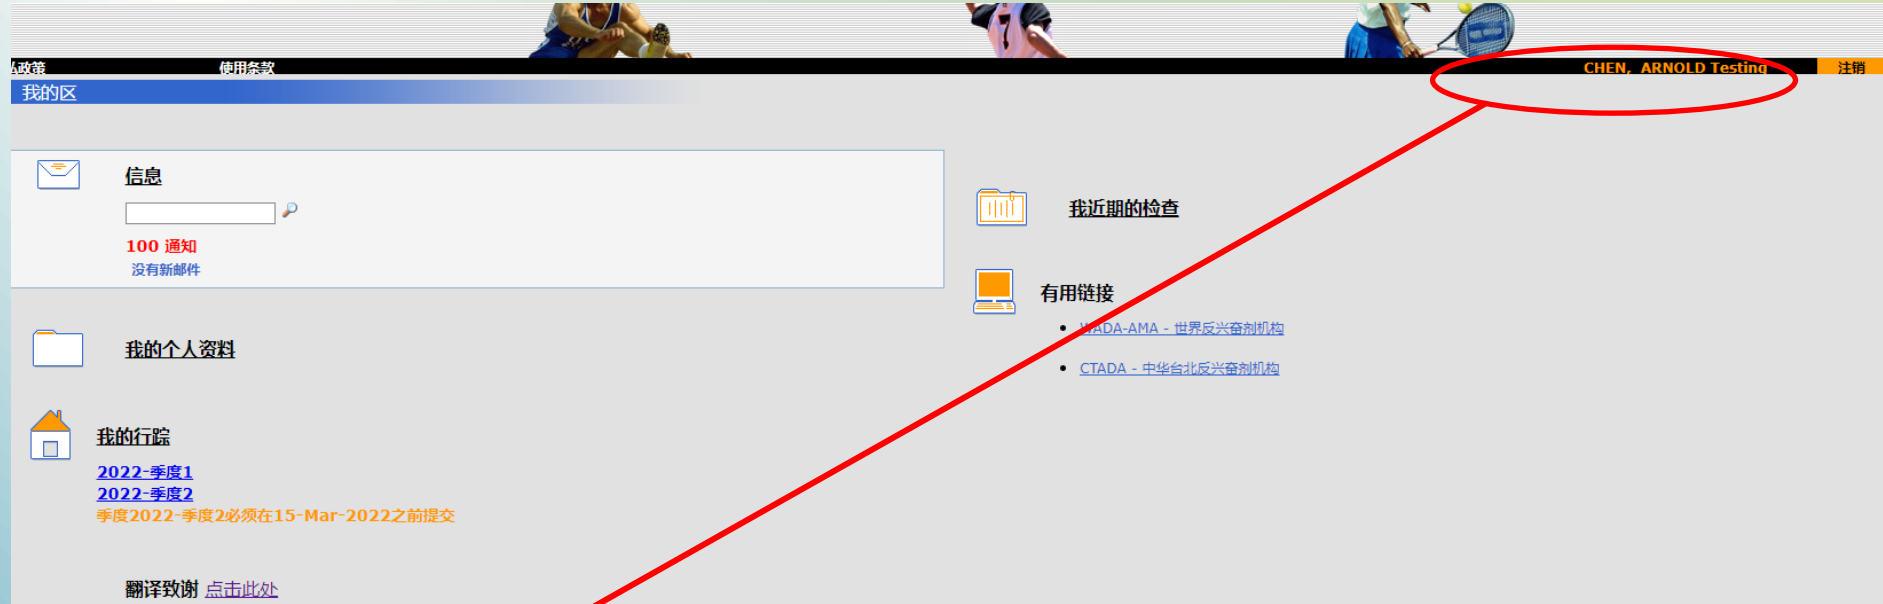 政策 使用条款 CHEN, ARNOLD Testing 注销
我的区
信息
100 通知
没有新邮件
我的个人资料
我的行踪
2022-季度1
2022-季度2
季度2022-季度2必须在15-Mar-2022之前提交
翻译致谢 点击此处
我近期的检查
有用链接
WADA-AMA - 世界反兴奋剂机构
CTADA - 中华台北反兴奋剂机构